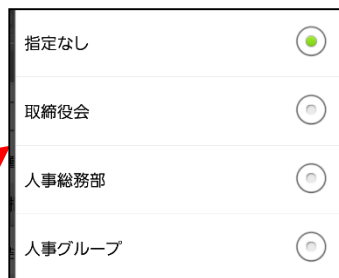 指定なし
取締役会
人事総務部
人事グループ